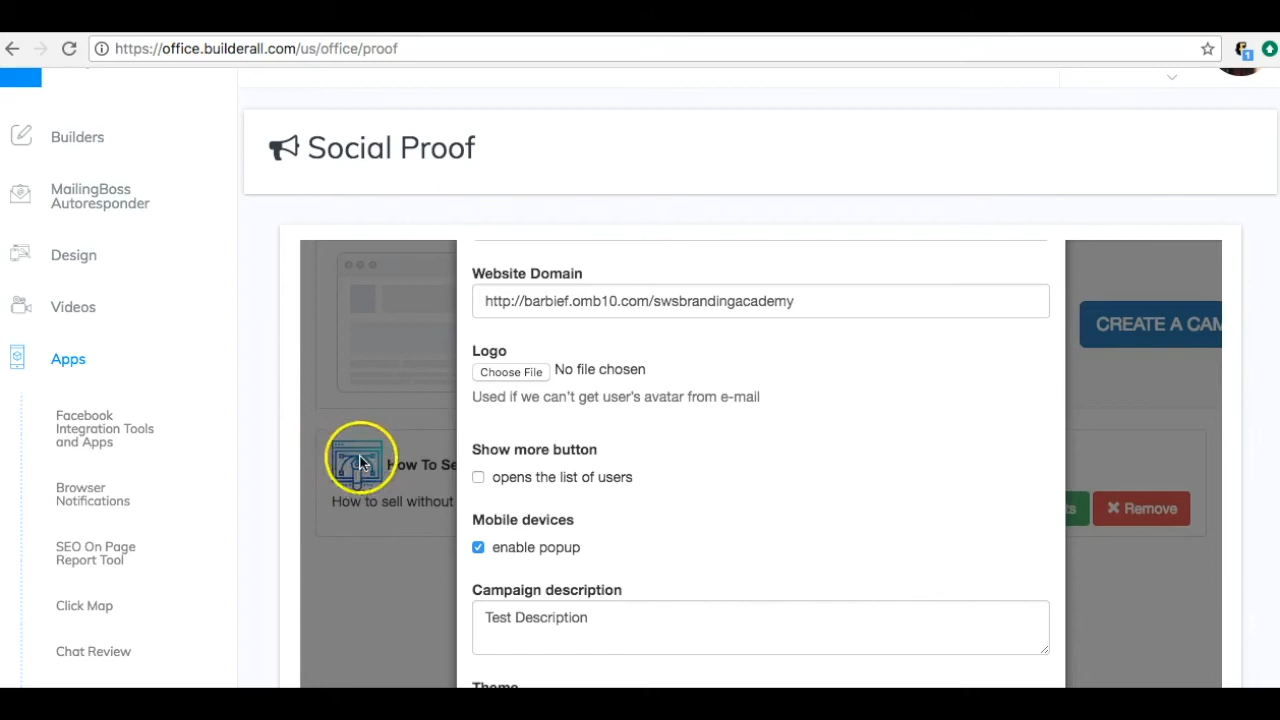 https://office.builderall.com/us/office/proof
1
Builders
MailingBoss
Autoresponder
Design
Videos
Apps
Facebook
Integration Tools
and Apps
Browser
Notifications
SEO On Page
Report Tool
Click Map
Chat Review
Social Proof
Website Domain
http://barbief.omb10.com/swsbrandingacademy
CREATE A CAM
Logo
Choose File No file chosen
Used if we can't get user's avatar from e-mail
Show more button
How To Se
opens the list of users
How to sell without
ts
Remove
Mobile devices
enable popup
Campaign description
Test Description
Theme